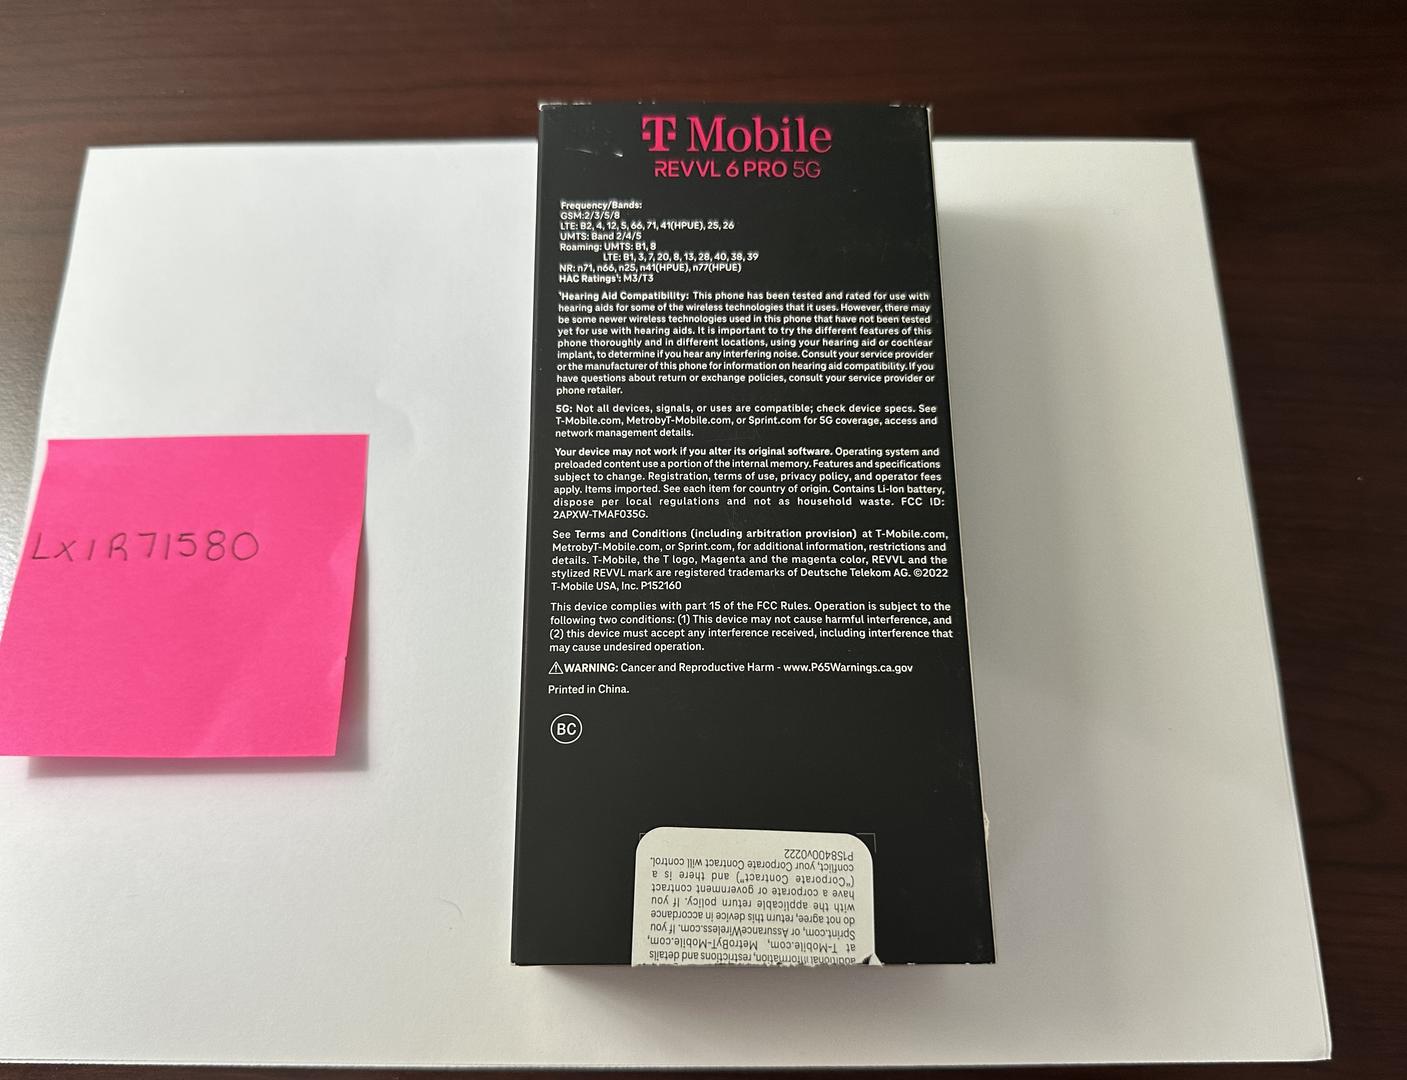 T Mobile
REVVL 6 PRO 5G
Frequency/Bands:
GSM:2/3/5/8
LTE: B2, 4, 12, 5, 66, 71, 41(HPUE), 25, 26
UMTS: Band 2/4/5
Roaming: UMTS: B1, 8
LTE: B1, 3, 7, 20, 8, 13, 28, 40, 38, 39
NR: n71, n66, n25, n41(HPUE), n77(HPUE)
HAC Ratings¹: M3/T3
¹Hearing Aid Compatibility: This phone has been tested and rated for use with
hearing aids for some of the wireless technologies that it uses. However, there may
be some newer wireless technologies used in this phone that have not been tested
yet for use with hearing aids. It is important to try the different features of this
phone thoroughly and in different locations, using your hearing aid or cochlear
implant, to determine if you hear any interfering noise. Consult your service provider
or the manufacturer of this phone for information on hearing aid compatibility. If you
have questions about return or exchange policies, consult your service provider or
phone retailer.
5G: Not all devices, signals, or uses are compatible; check device specs. See
T-Mobile.com, MetrobyT-Mobile.com, or Sprint.com for 5G coverage, access and
network management details.
Your device may not work if you alter its original software. Operating system and
preloaded content use a portion of the internal memory. Features and specifications
subject to change. Registration, terms of use, privacy policy, and operator fees
apply. Items imported. See each item for country of origin. Contains Li-Ion battery,
dispose per local regulations and not as household waste. FCC ID:
2APXW-TMAF035G.
See Terms and Conditions (including arbitration provision) at T-Mobile.com,
MetrobyT-Mobile.com, or Sprint.com, for additional information, restrictions and
details. T-Mobile, the T logo, Magenta and the magenta color, REVVL and the
stylized REVVL mark are registered trademarks of Deutsche Telekom AG. ©2022
T-Mobile USA, Inc. P152160
This device complies with part 15 of the FCC Rules. Operation is subject to the
following two conditions: (1) This device may not cause harmful interference, and
(2) this device must accept any interference received, including interference that
may cause undesired operation.
WARNING: Cancer and Reproductive Harm - www.P65Warnings.ca.gov
Printed in China.
BC
additional information, restrictions and details
at T-Mobile.com, MetroByT-Mobile.com,
Sprint.com, or AssuranceWireless.com. If you
do not agree, return this device in accordance
with the applicable return policy. If you
have a corporate or government contract
("Corporate Contract") and there is a
conflict, your Corporate Contract will control.
P158400v0222
LX1R71580